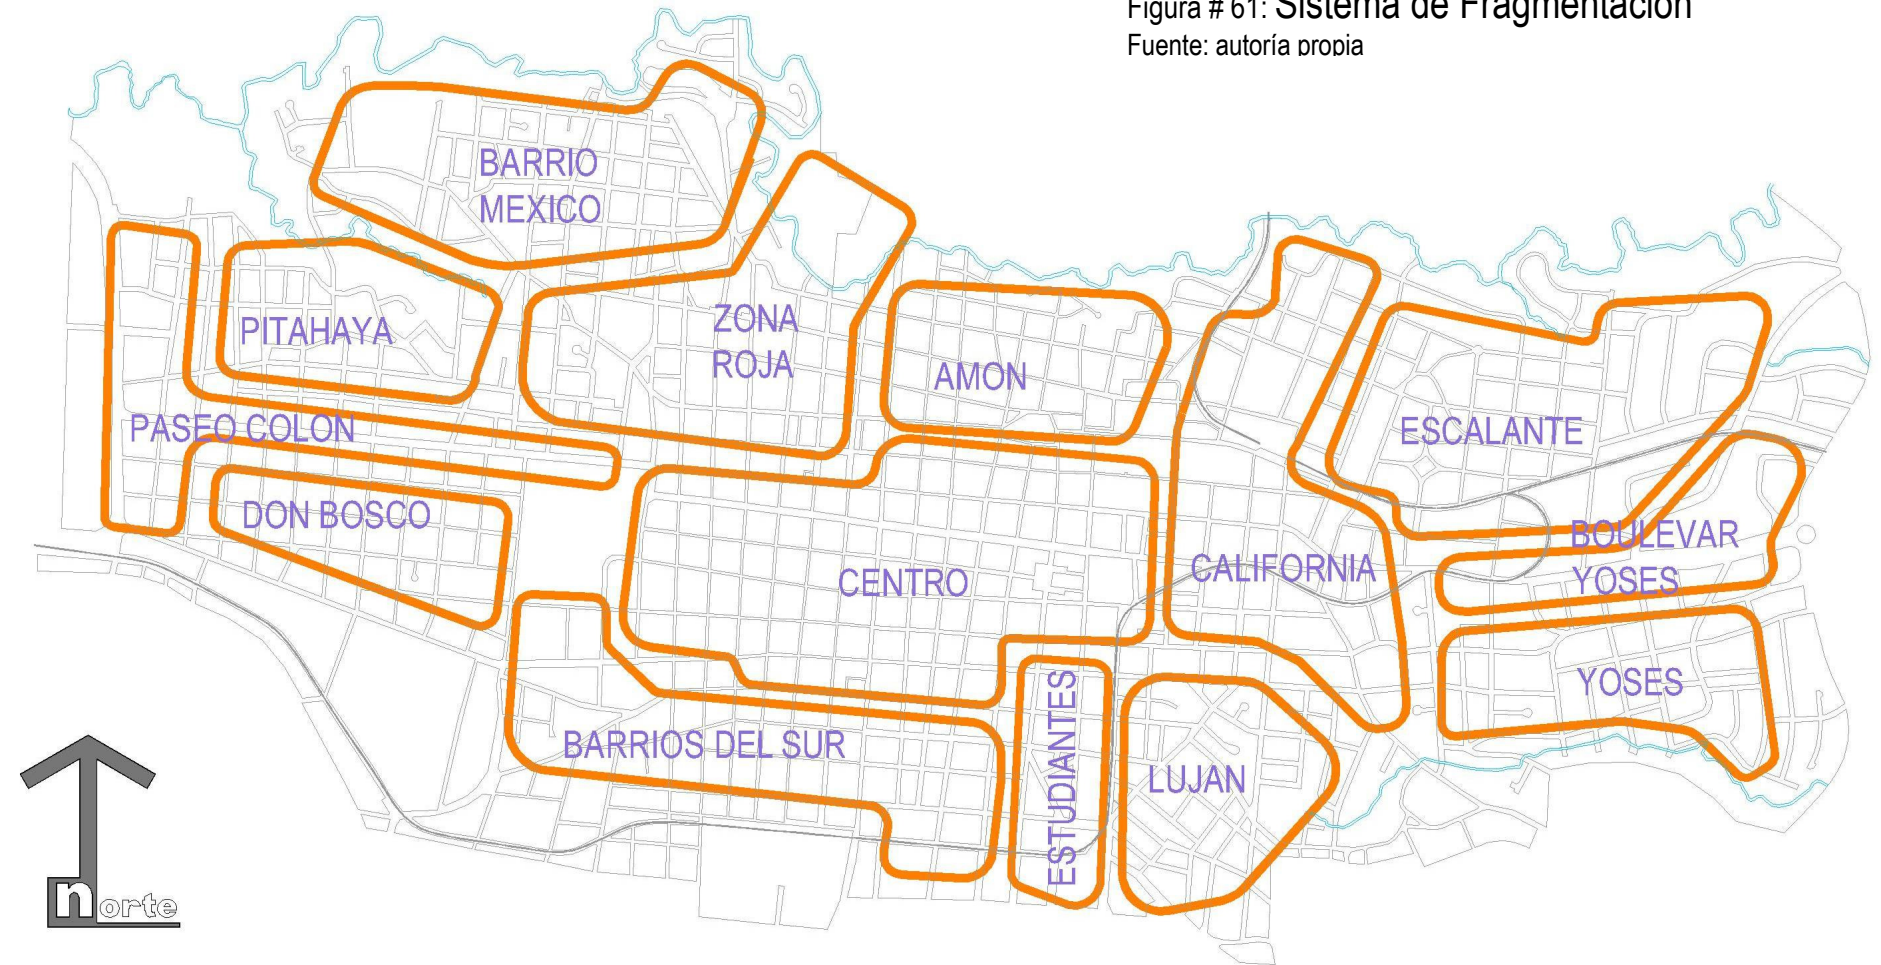 Figura # 61: Sistema de Fragmentación
Fuente: autoría propia
BARRIO
MEXICO
ZONA
ROJA
PITAHAYA
AMON
PASEO COLON
ESCALANTE
DON BOSCO
BOULEVAR
YOSES
CENTRO
CALIFORNIA
YOSES
BARRIOS DEL SUR
ESTUDIANTES
LUJAN
norte